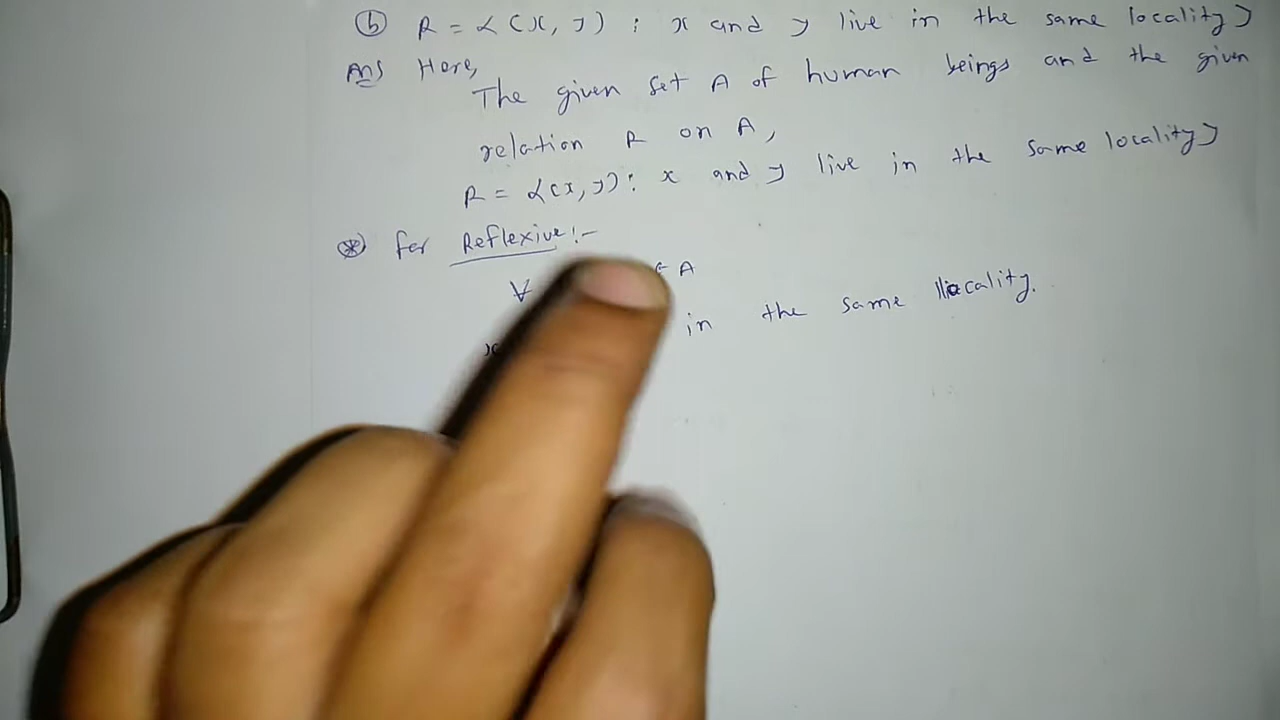 ⓑ R = {(x, y) : x and y live in the same locality}
Ans Here,
The given set A of human beings and the given
relation R on A,
R = {(x, y): x and y live in the same locality}
⊛ for Reflexive:-
∀ ∈ A
x in the same locality.